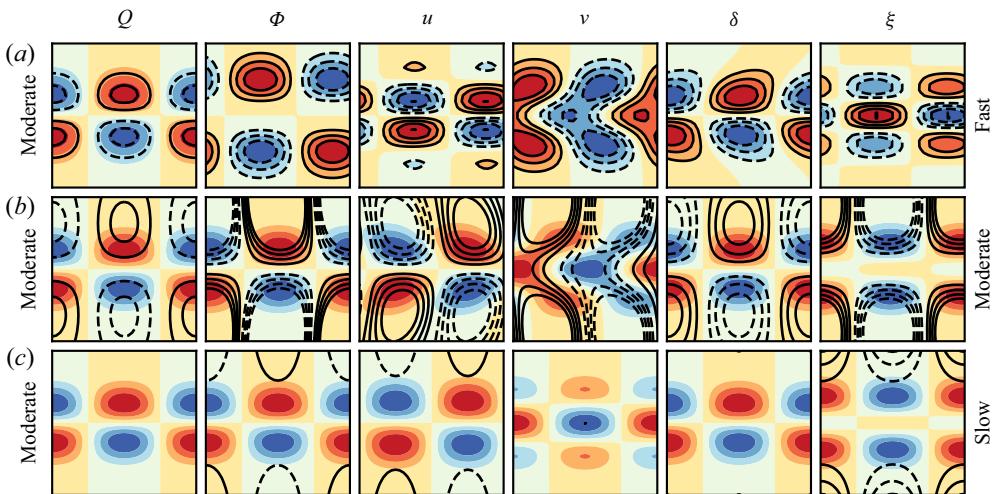 Q Φ u v δ ξ
(a) Moderate Fast
(b) Moderate Moderate
(c) Moderate Slow